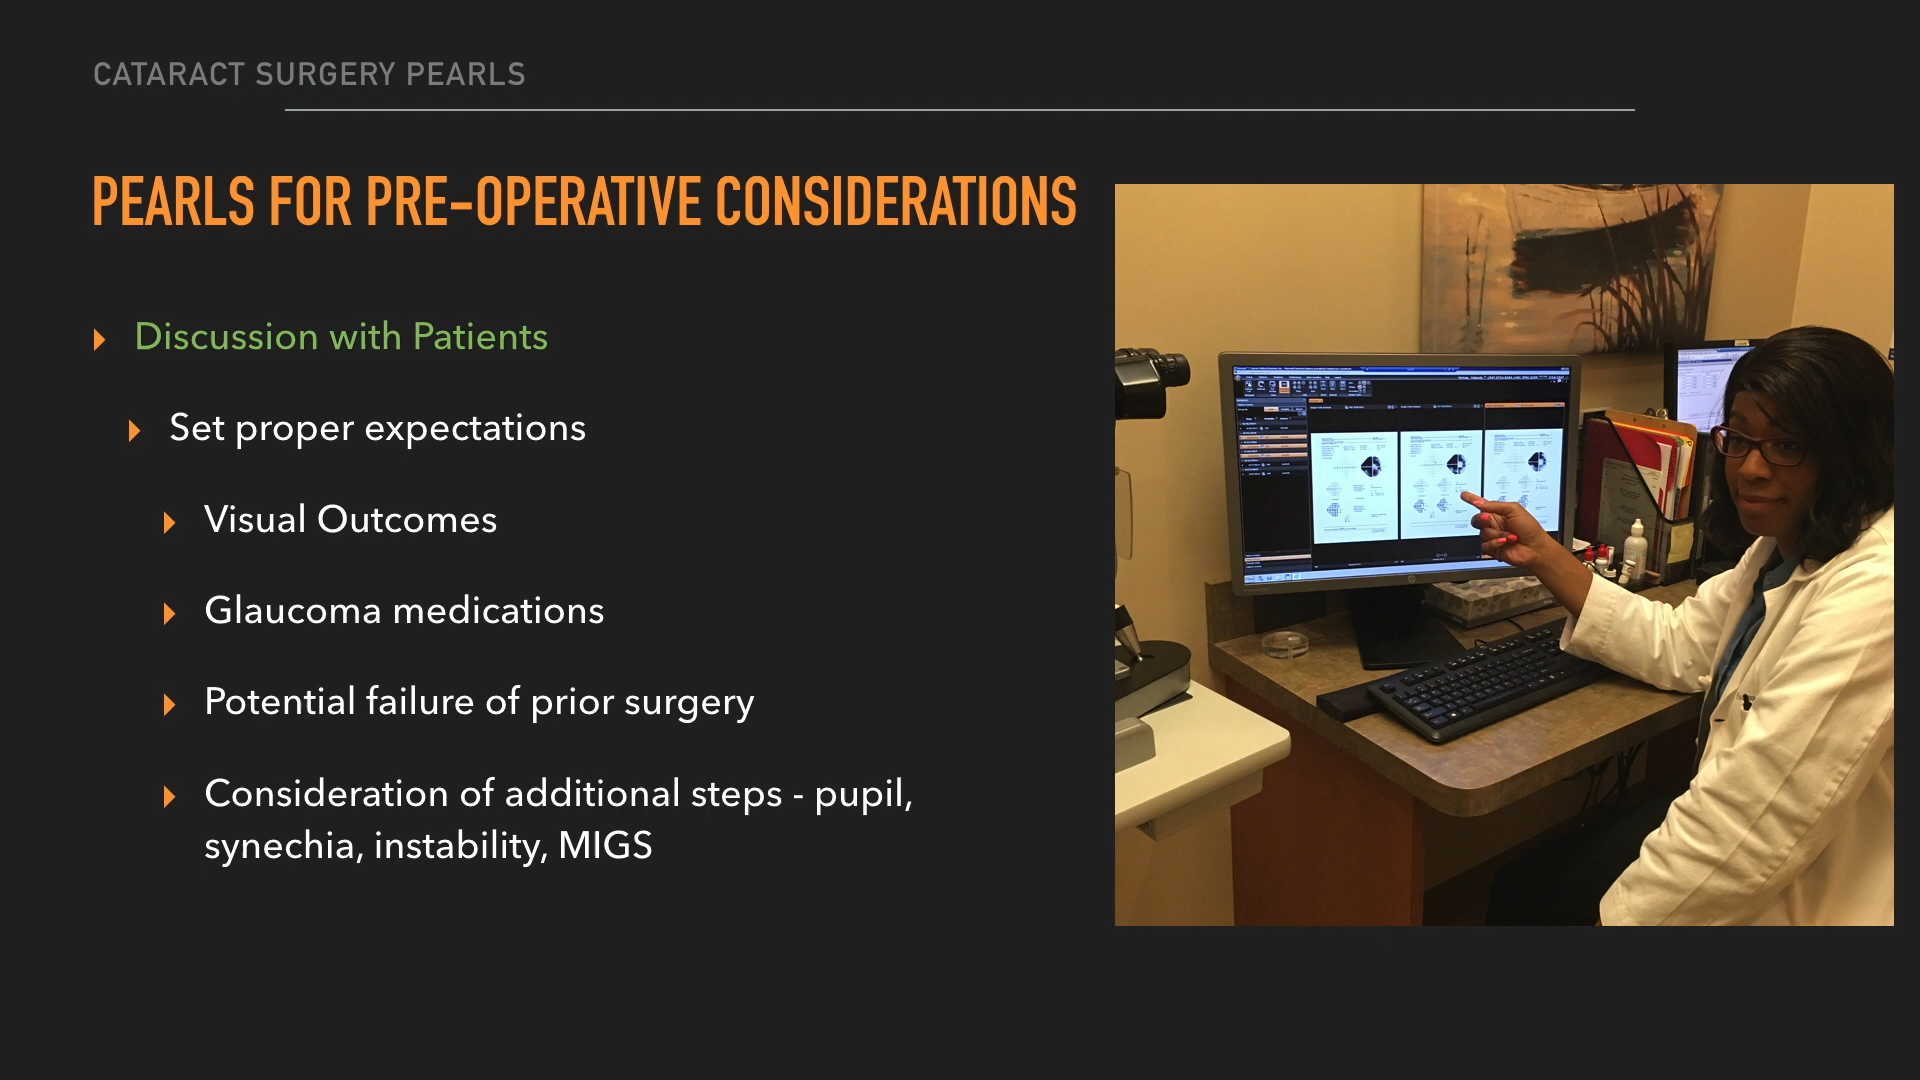 CATARACT SURGERY PEARLS
PEARLS FOR PRE-OPERATIVE CONSIDERATIONS
Discussion with Patients
Set proper expectations
Visual Outcomes
Glaucoma medications
Potential failure of prior surgery
Consideration of additional steps - pupil,
synechia, instability, MIGS